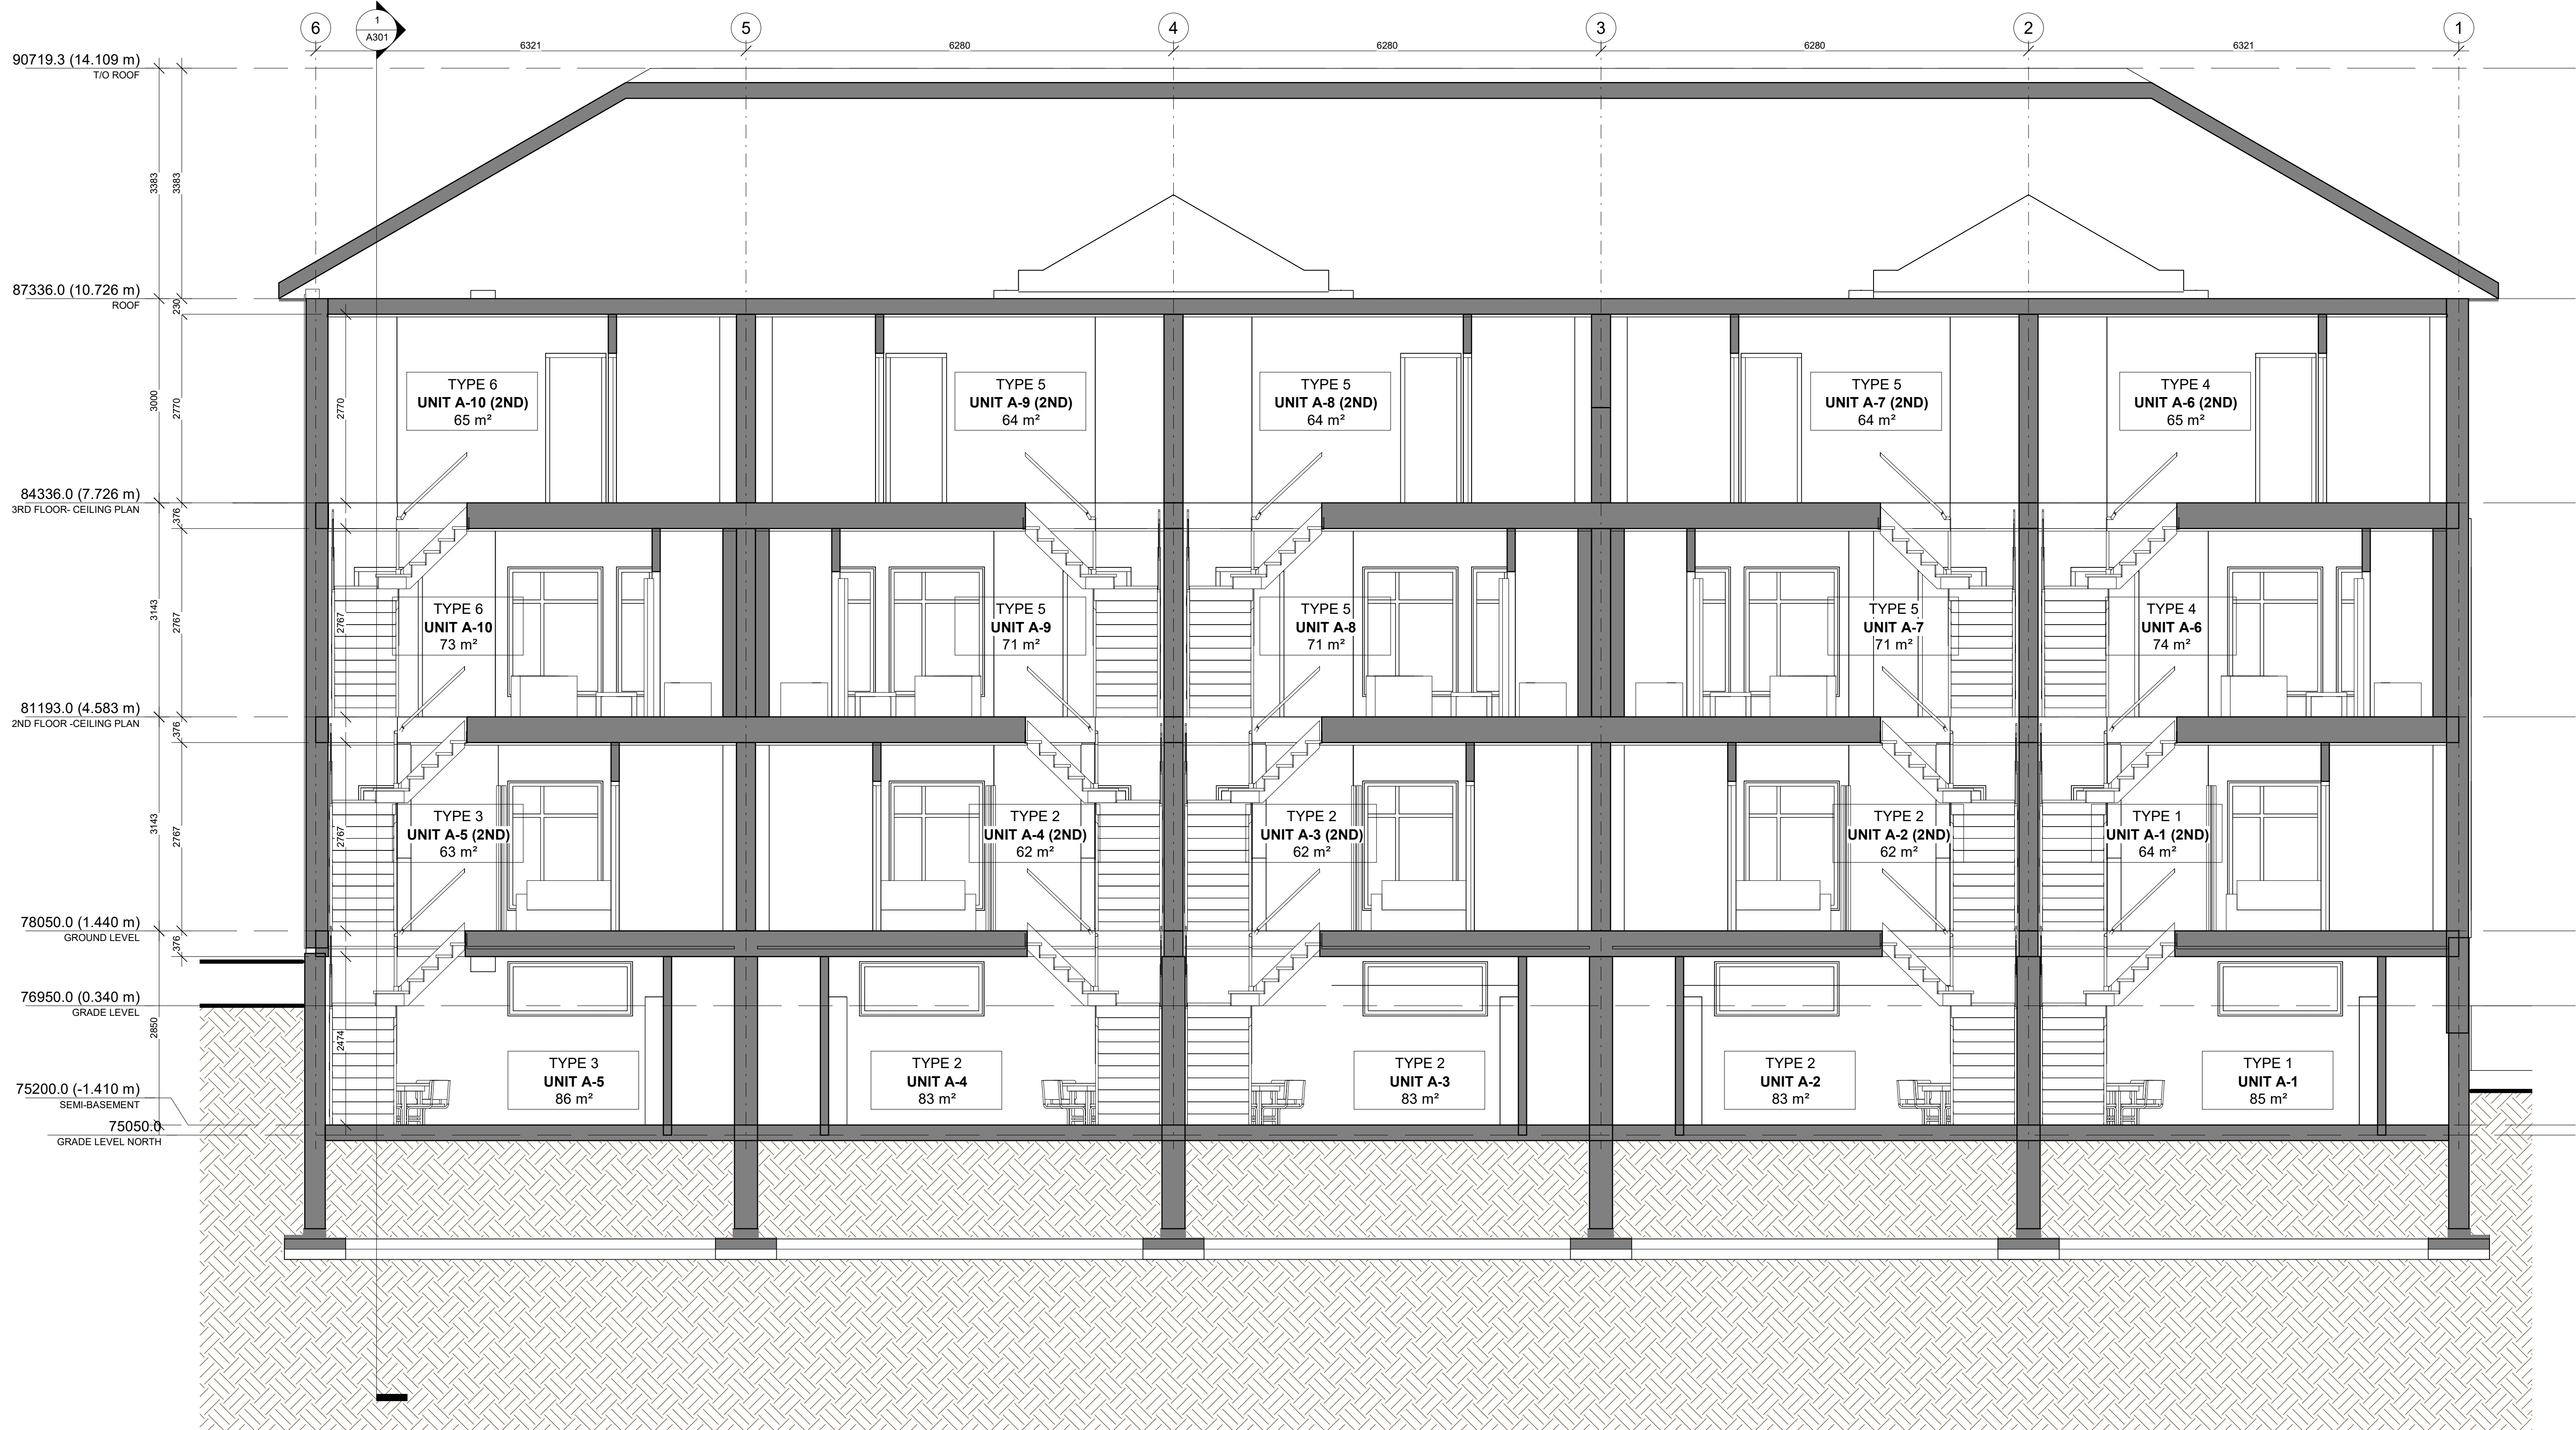 6
1
A301
5
4
3
2
1
6321
6280
6280
6280
6321
90719.3 (14.109 m)
T/O ROOF
3383
3383
87336.0 (10.726 m)
ROOF
230
3000
2770
2770
TYPE 6
UNIT A-10 (2ND)
65 m²
TYPE 5
UNIT A-9 (2ND)
64 m²
TYPE 5
UNIT A-8 (2ND)
64 m²
TYPE 5
UNIT A-7 (2ND)
64 m²
TYPE 4
UNIT A-6 (2ND)
65 m²
84336.0 (7.726 m)
3RD FLOOR- CEILING PLAN
376
3143
2767
2767
TYPE 6
UNIT A-10
73 m²
TYPE 5
UNIT A-9
71 m²
TYPE 5
UNIT A-8
71 m²
TYPE 5
UNIT A-7
71 m²
TYPE 4
UNIT A-6
74 m²
81193.0 (4.583 m)
2ND FLOOR -CEILING PLAN
376
3143
2767
2767
TYPE 3
UNIT A-5 (2ND)
63 m²
TYPE 2
UNIT A-4 (2ND)
62 m²
TYPE 2
UNIT A-3 (2ND)
62 m²
TYPE 2
UNIT A-2 (2ND)
62 m²
TYPE 1
UNIT A-1 (2ND)
64 m²
78050.0 (1.440 m)
GROUND LEVEL
376
76950.0 (0.340 m)
GRADE LEVEL
2850
2474
TYPE 3
UNIT A-5
86 m²
TYPE 2
UNIT A-4
83 m²
TYPE 2
UNIT A-3
83 m²
TYPE 2
UNIT A-2
83 m²
TYPE 1
UNIT A-1
85 m²
75200.0 (-1.410 m)
SEMI-BASEMENT
75050.0
GRADE LEVEL NORTH